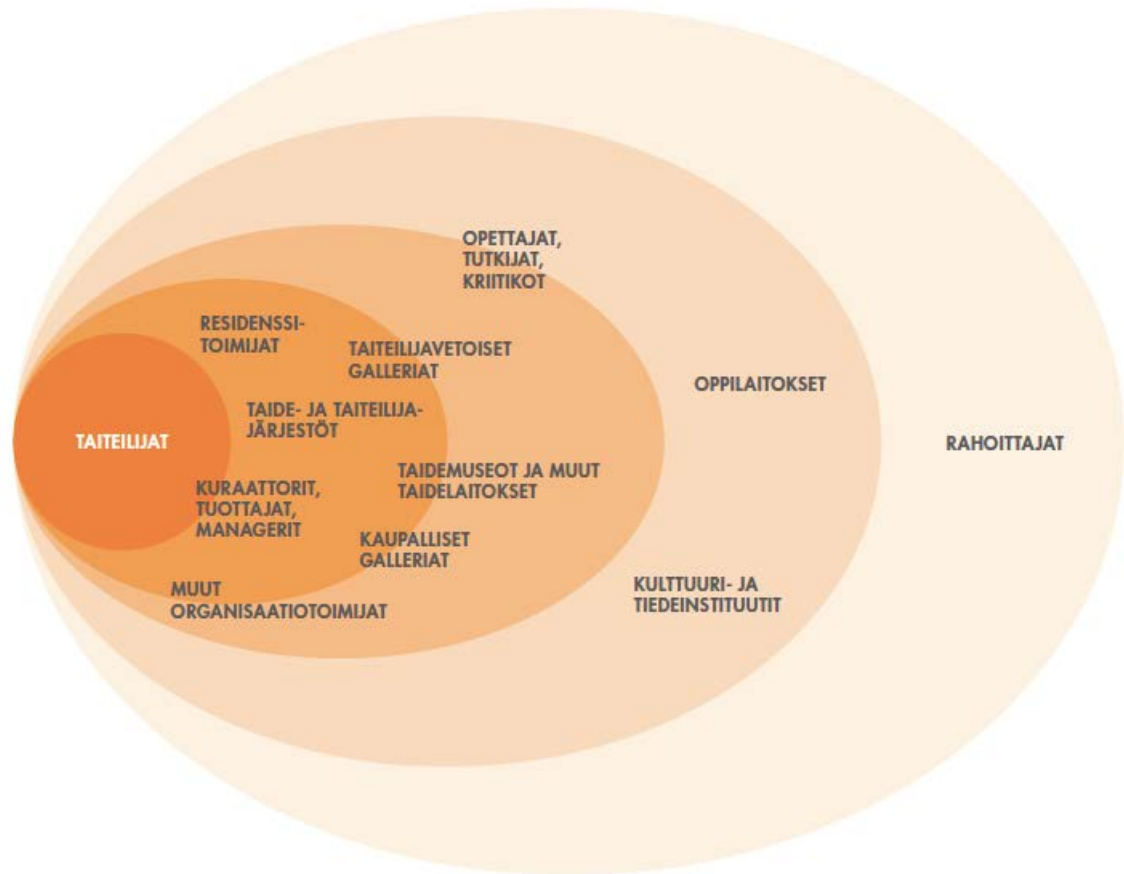 OPETTAJAT,
TUTKIJAT,
KRIITIKOT
RESIDENSSI-
TOIMIJAT
TAITEILIJAVETOISET
GALLERIAT
OPPILAITOKSET
TAIDE- JA TAITEILIJA-
JÄRJESTÖT
TAITEILIJAT
RAHOITTAJAT
TAIDEMUSEOT JA MUUT
TAIDELAITOKSET
KURAATTORIT,
TUOTTAJAT,
MANAGERIT
KAUPALLISET
GALLERIAT
MUUT
ORGANISAATIOTOIMIJAT
KULTTUURI- JA
TIEDEINSTITUUTIT